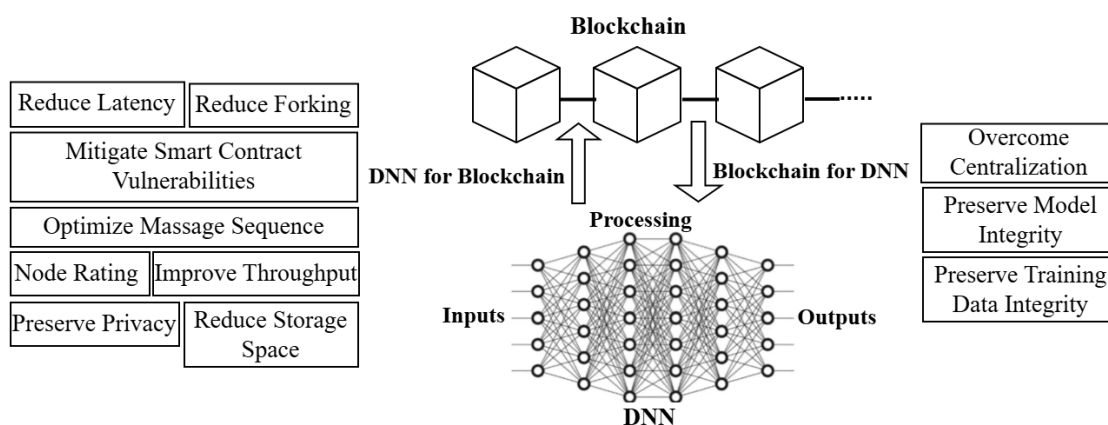 Blockchain
Reduce Latency
Reduce Forking
Mitigate Smart Contract
Vulnerabilities
Optimize Massage Sequence
Node Rating
Improve Throughput
Preserve Privacy
Reduce Storage
Space
DNN for Blockchain
Blockchain for DNN
Processing
Inputs
Outputs
DNN
Overcome
Centralization
Preserve Model
Integrity
Preserve Training
Data Integrity